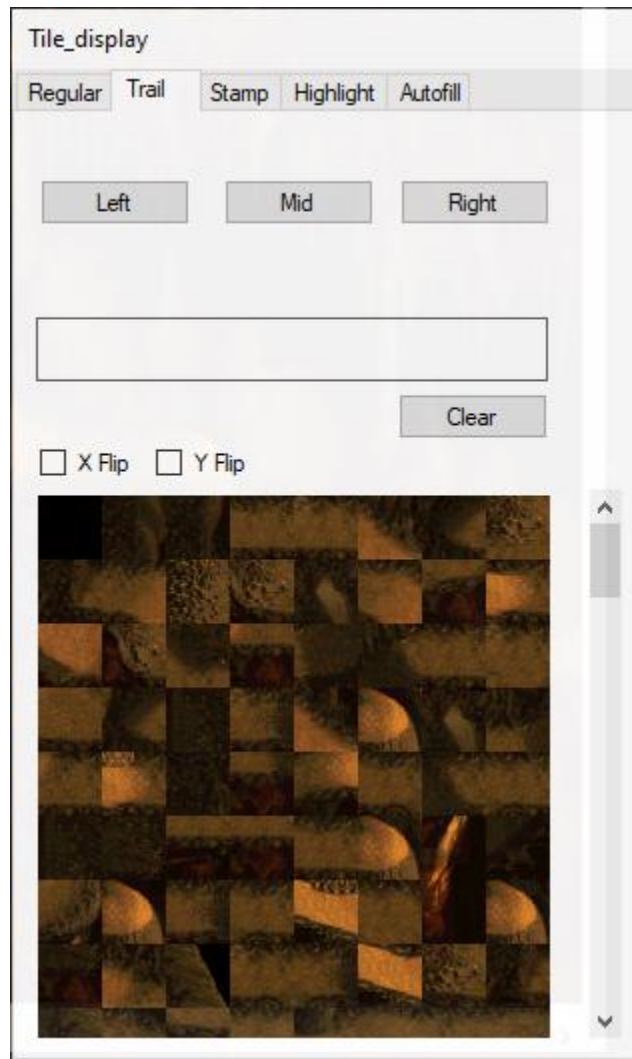 Tile_display
Regular Trail Stamp Highlight Autofill
Left Mid Right
Clear
X Flip Y Flip